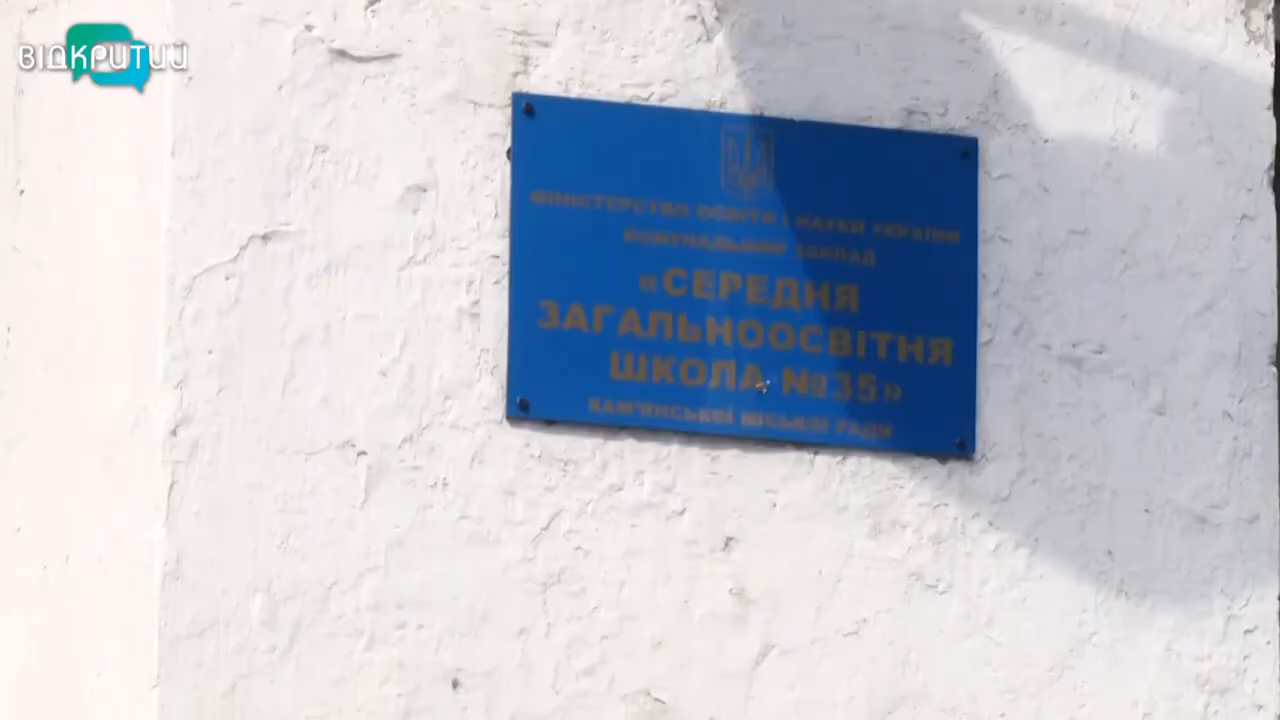 ВІДКРИТИЙ
МІНІСТЕРСТВО ОСВІТИ І НАУКИ УКРАЇНИ
КОМУНАЛЬНИЙ ЗАКЛАД
«СЕРЕДНЯ
ЗАГАЛЬНООСВІТНЯ
ШКОЛА №35»
КАМ'ЯНСЬКОЇ МІСЬКОЇ РАДИ